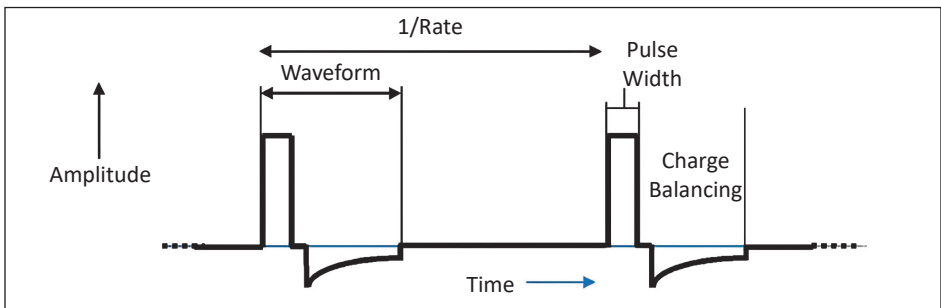 1/Rate
Waveform
Pulse
Width
Amplitude
Charge
Balancing
Time